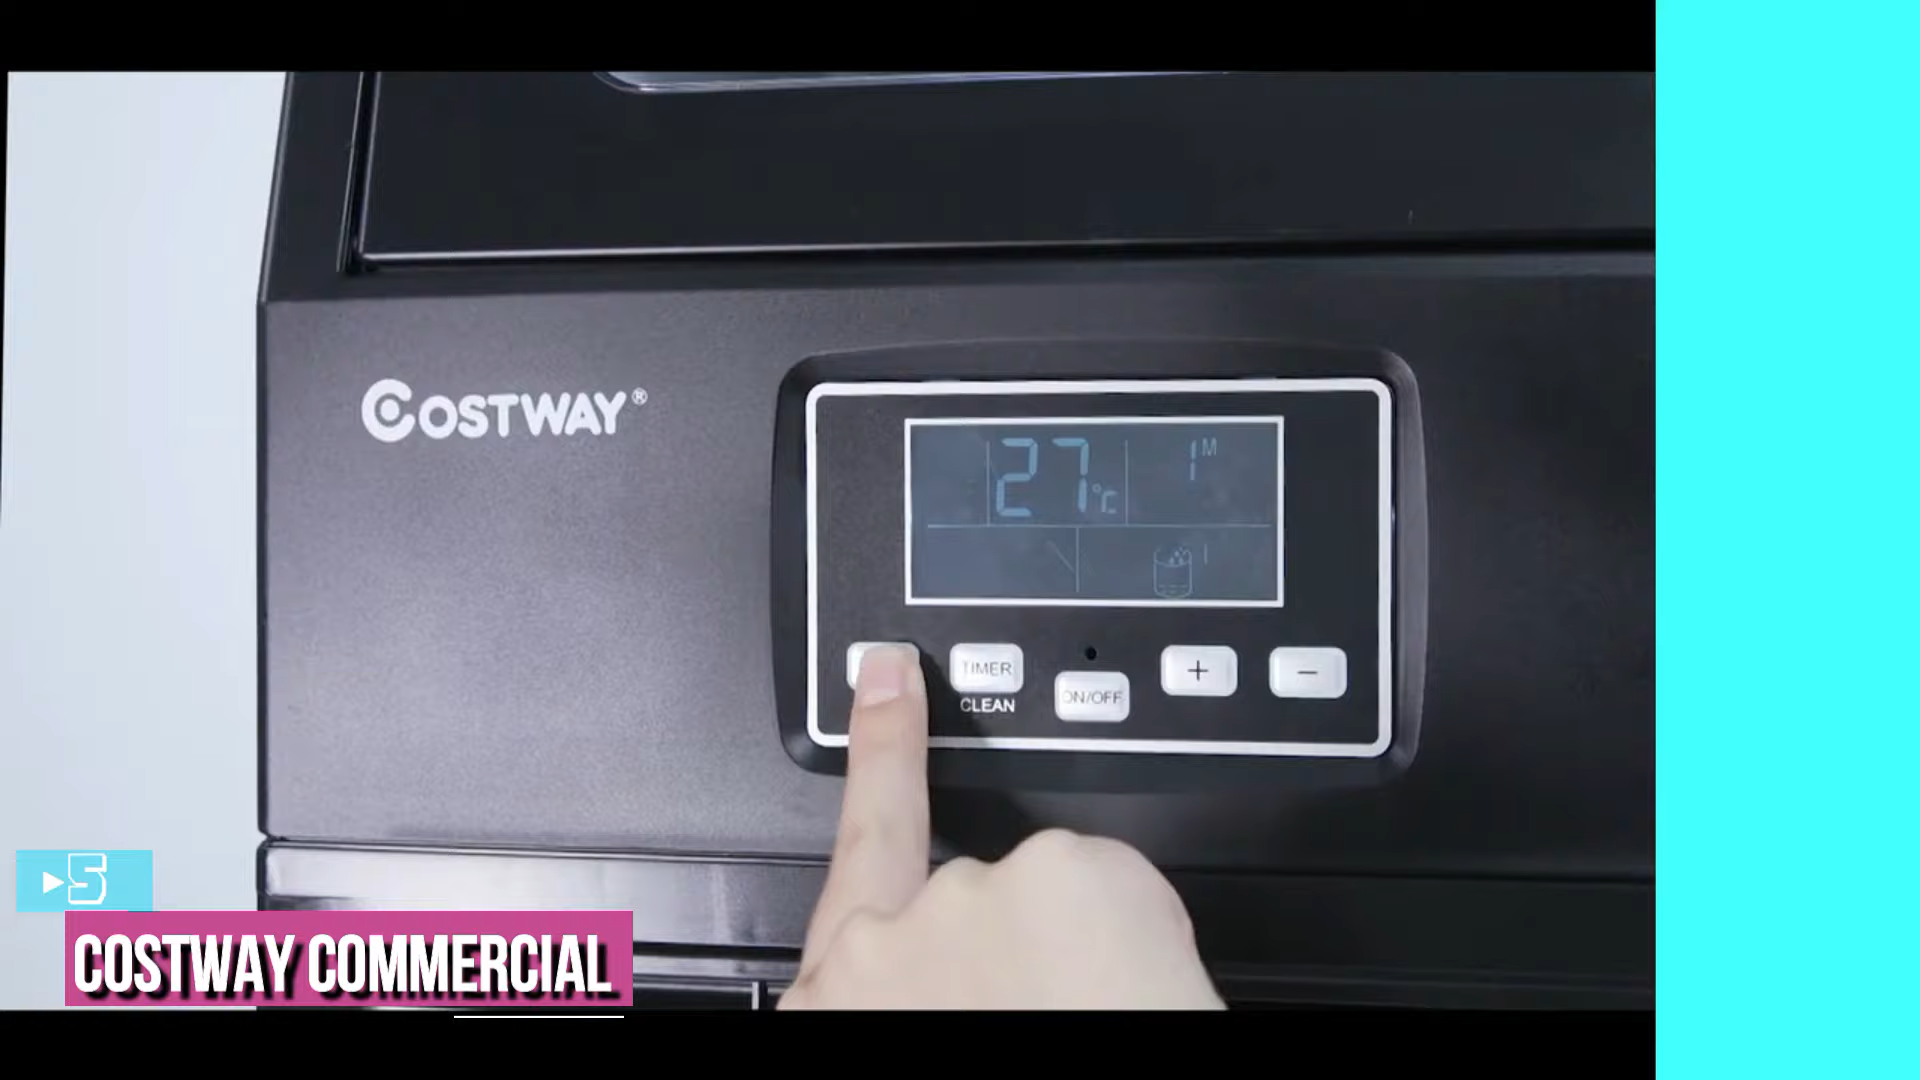 COSTWAY®
27°C
1M
TIMER
CLEAN
ON/OFF
+
−
5
COSTWAY COMMERCIAL